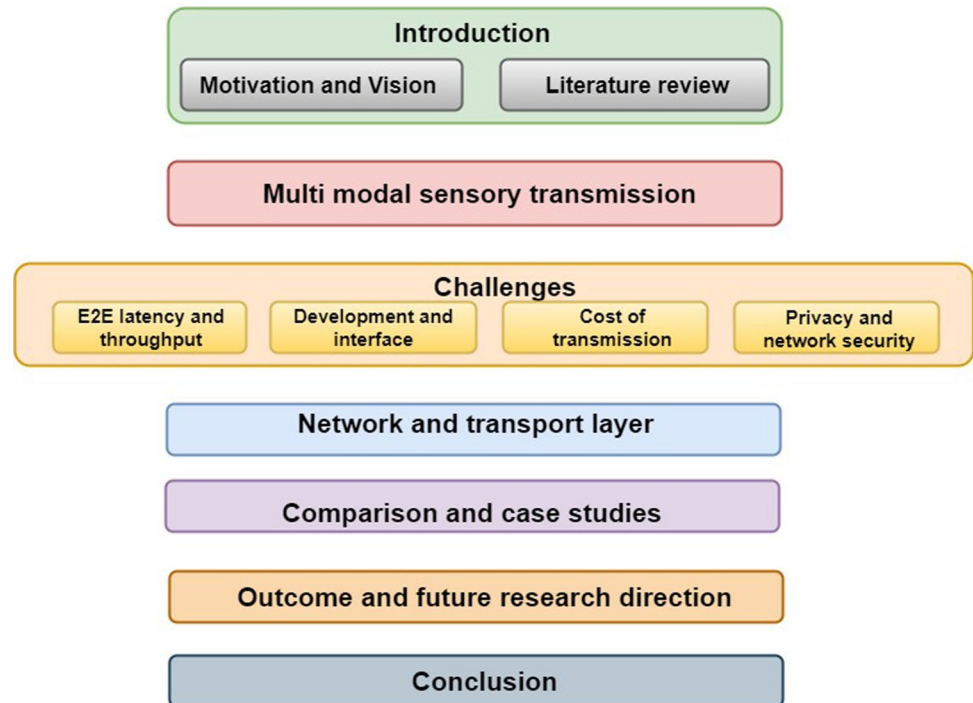 Introduction
Motivation and Vision
Literature review
Multi modal sensory transmission
Challenges
E2E latency and
throughput
Development and
interface
Cost of
transmission
Privacy and
network security
Network and transport layer
Comparison and case studies
Outcome and future research direction
Conclusion